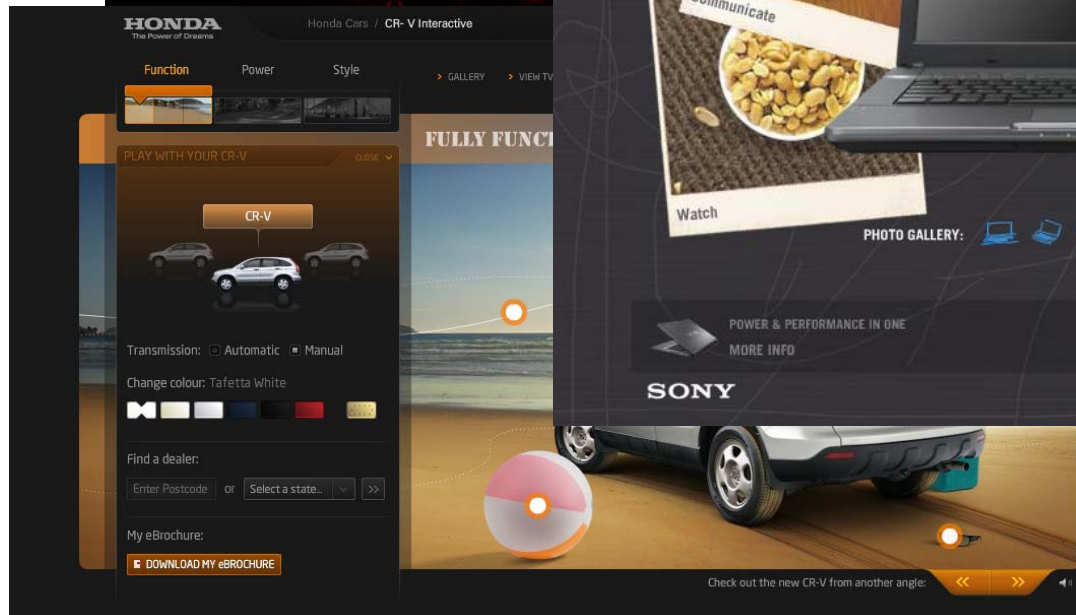 HONDA
The Power of Dreams
Honda Cars / CR- V Interactive
Function Power Style
> GALLERY > VIEW TV
FULLY FUNCT
PLAY WITH YOUR CR-V CLOSE
CR-V
Transmission: Automatic Manual
Change colour: Tafetta White
Find a dealer:
Enter Postcode or Select a state... >>
My eBrochure:
DOWNLOAD MY eBROCHURE
Check out the new CR-V from another angle: << >>
Communicate
Watch
PHOTO GALLERY:
POWER & PERFORMANCE IN ONE
MORE INFO
SONY